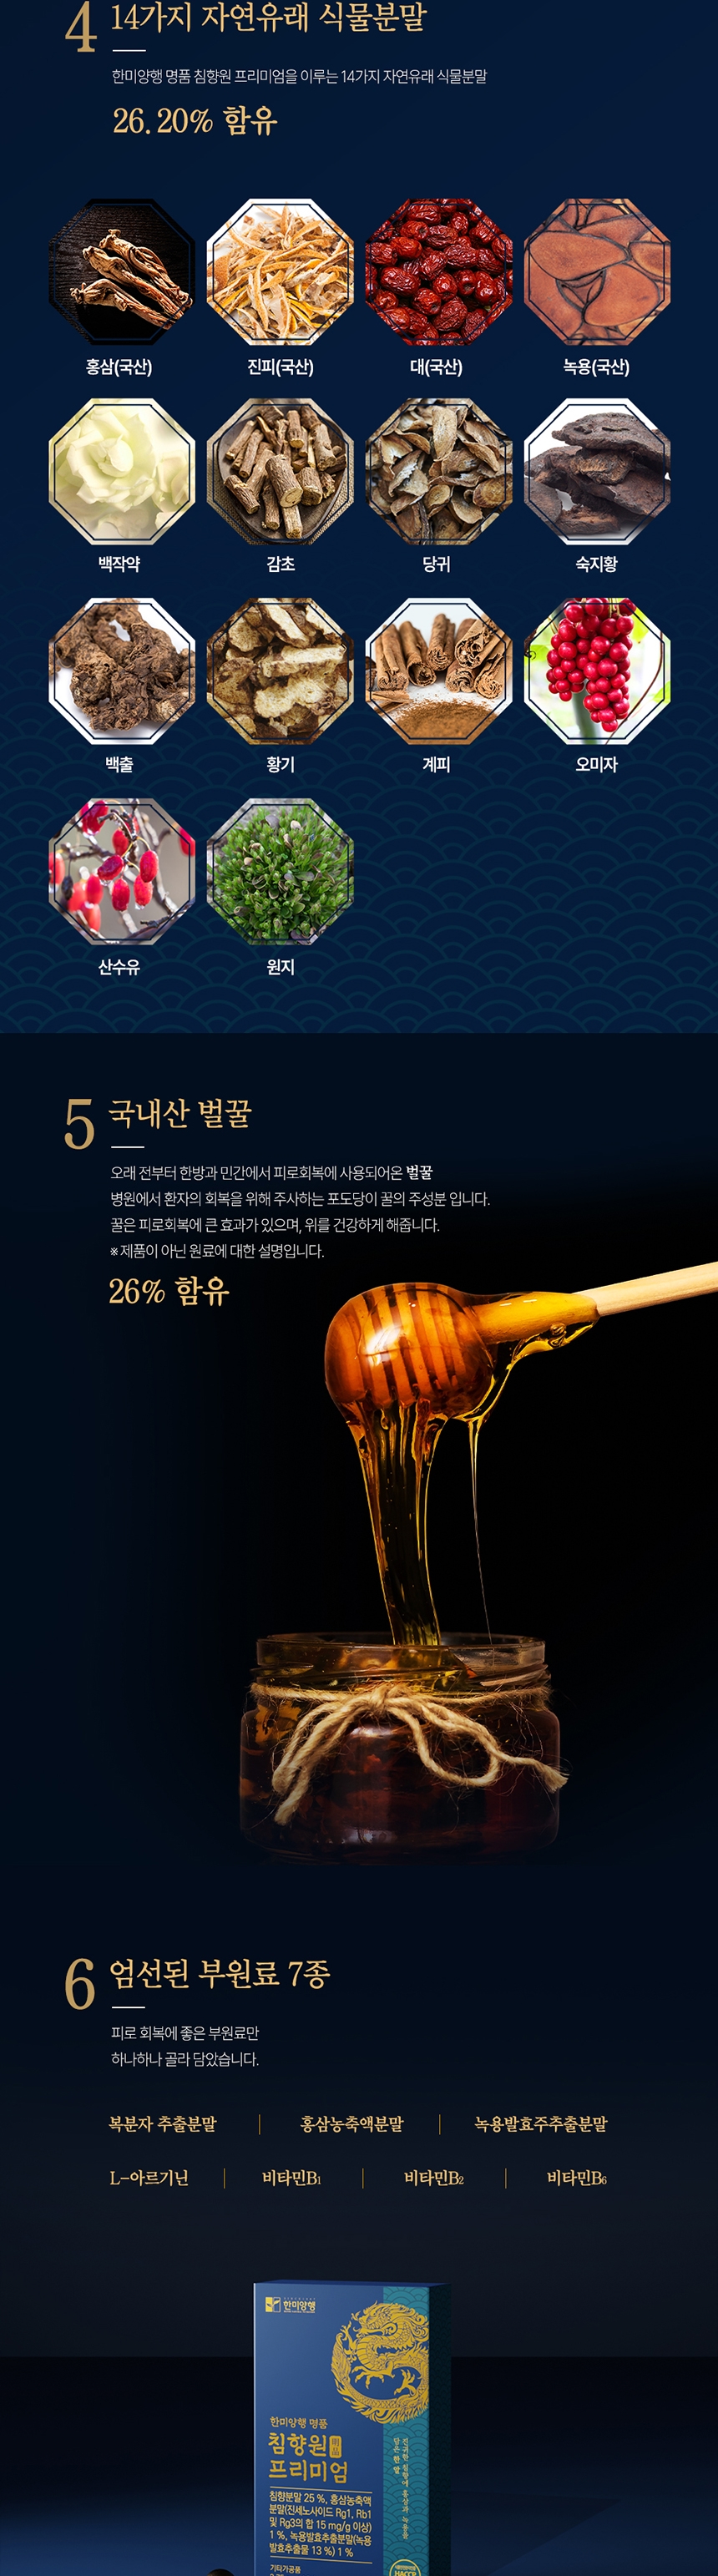 4
14가지 자연유래 식물분말
한미양행 명품 침향원 프리미엄을 이루는 14가지 자연유래 식물분말
26.20% 함유
홍삼(국산)
진피(국산)
대(국산)
녹용(국산)
백작약
감초
당귀
숙지황
백출
황기
계피
오미자
산수유
원지
5
국내산 벌꿀
오래 전부터 한방과 민간에서 피로회복에 사용되어온 벌꿀
병원에서 환자의 회복을 위해 주사하는 포도당이 꿀의 주성분 입니다.
꿀은 피로회복에 큰 효과가 있으며, 위를 건강하게 해줍니다.
※제품이 아닌 원료에 대한 설명입니다.
26% 함유
6
엄선된 부원료 7종
피로 회복에 좋은 부원료만
하나하나 골라 담았습니다.
복분자 추출분말
홍삼농축액분말
녹용발효주추출분말
L-아르기닌
비타민B1
비타민B2
비타민B6
한미양행
한미양행 명품
침향원
프리미엄
침향분말 25 %, 홍삼농축액
분말(진세노사이드 Rg1, Rb1
및 Rg3의 합 15 mg/g 이상)
1 %, 녹용발효추출분말(녹용
발효추출물 13 %) 1 %
기타가공품
진귀한 침향에 홍삼과 녹용을
담은 한 알
HACCP